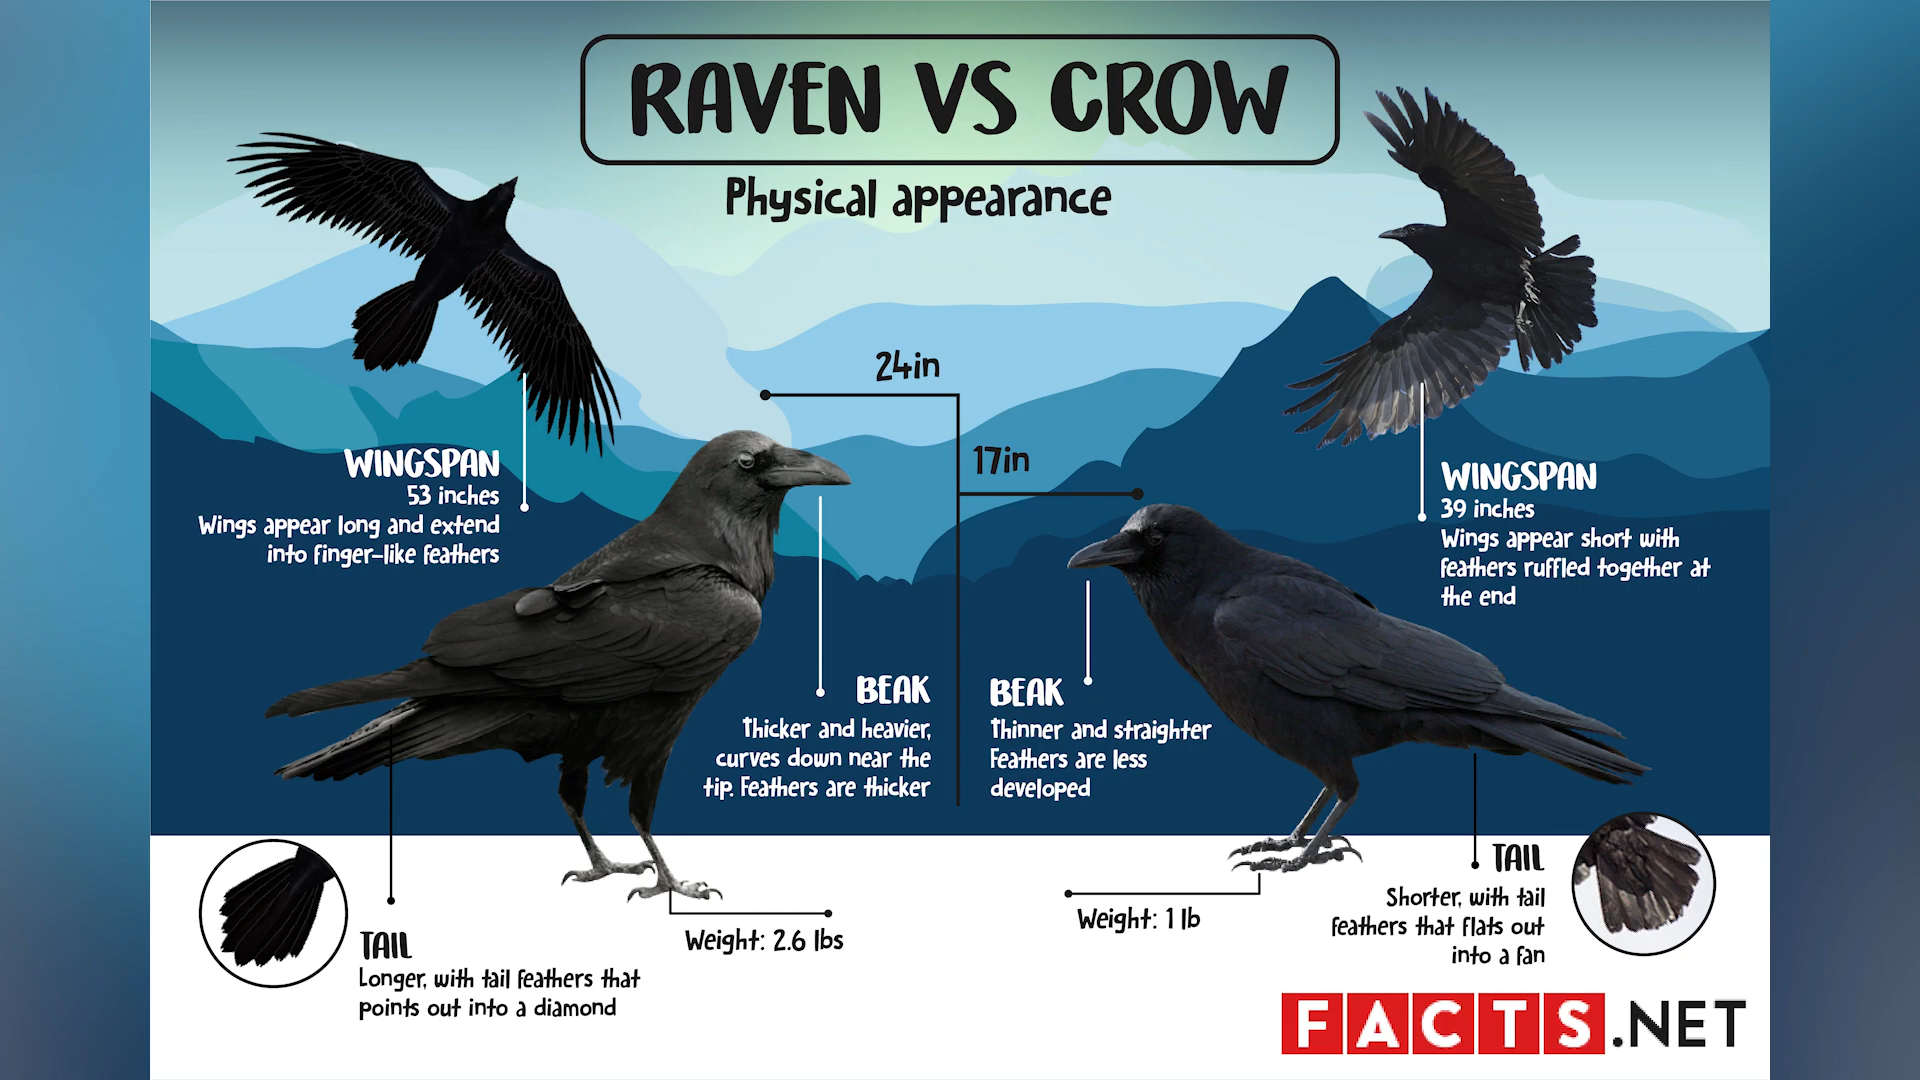 RAVEN VS CROW
Physical appearance
24in
17in
WINGSPAN
53 inches
Wings appear long and extend
into finger-like feathers
WINGSPAN
39 inches
Wings appear short with
feathers ruffled together at
the end
BEAK
Thicker and heavier,
curves down near the
tip. Feathers are thicker
BEAK
Thinner and straighter
Feathers are less
developed
TAIL
Longer, with tail feathers that
points out into a diamond
Weight: 2.6 lbs
Weight: 1 lb
TAIL
Shorter, with tail
feathers that flats out
into a fan
FACTS.NET